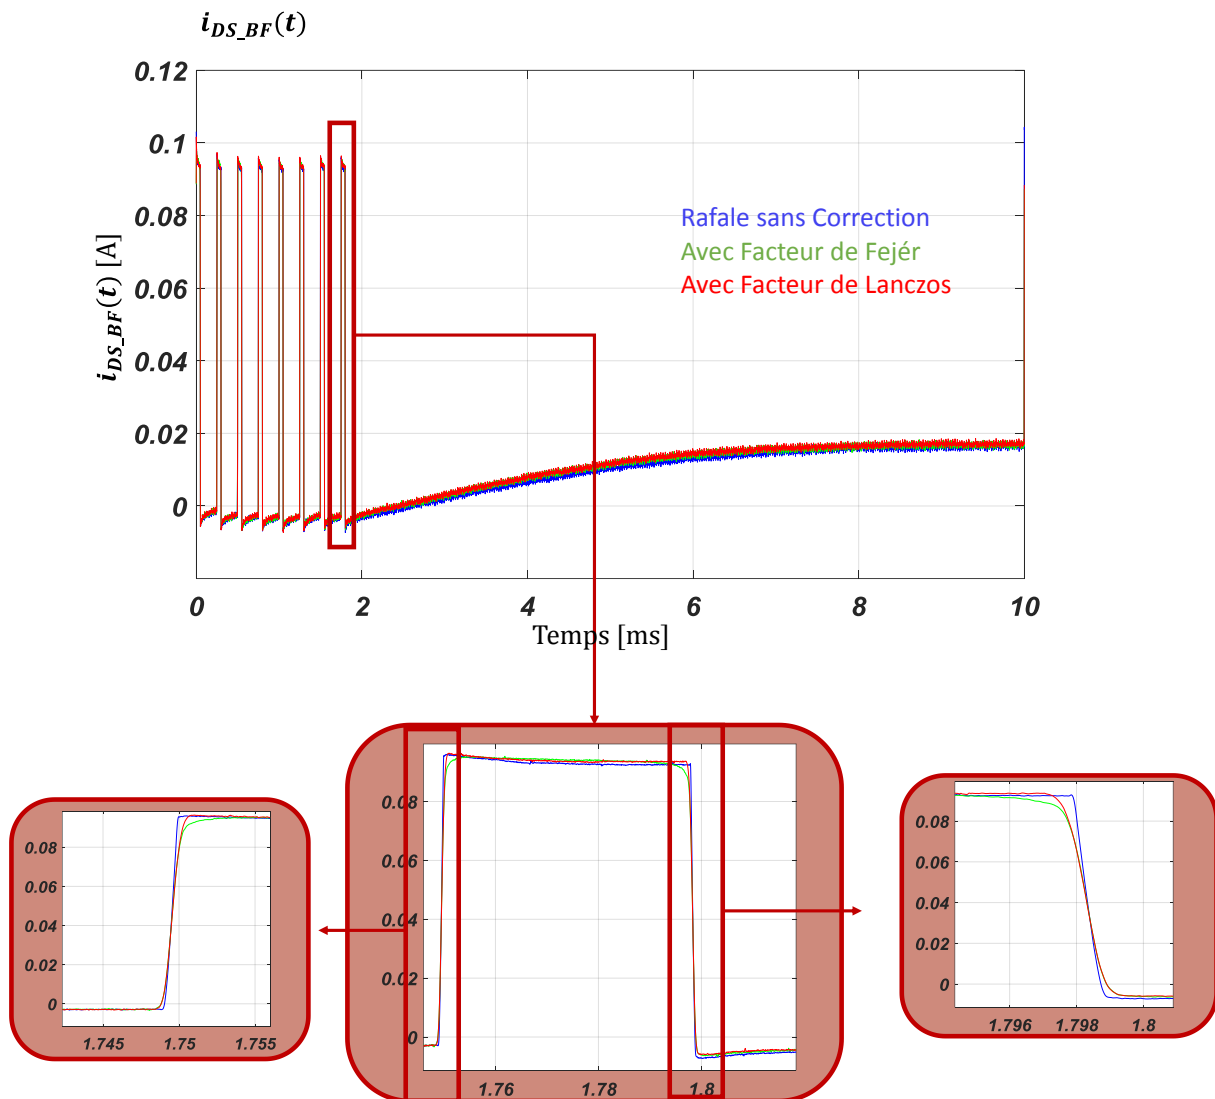 i_DS_BF(t)
0.12
0.1
0.08
0.06
0.04
0.02
0
i_DS_BF(t) [A]
Rafale sans Correction
Avec Facteur de Fejér
Avec Facteur de Lanczos
0 2 4 6 8 10
Temps [ms]
0.08
0.06
0.04
0.02
0
1.745 1.75 1.755
0.08
0.06
0.04
0.02
0
1.76 1.78 1.8
0.08
0.06
0.04
0.02
0
1.796 1.798 1.8